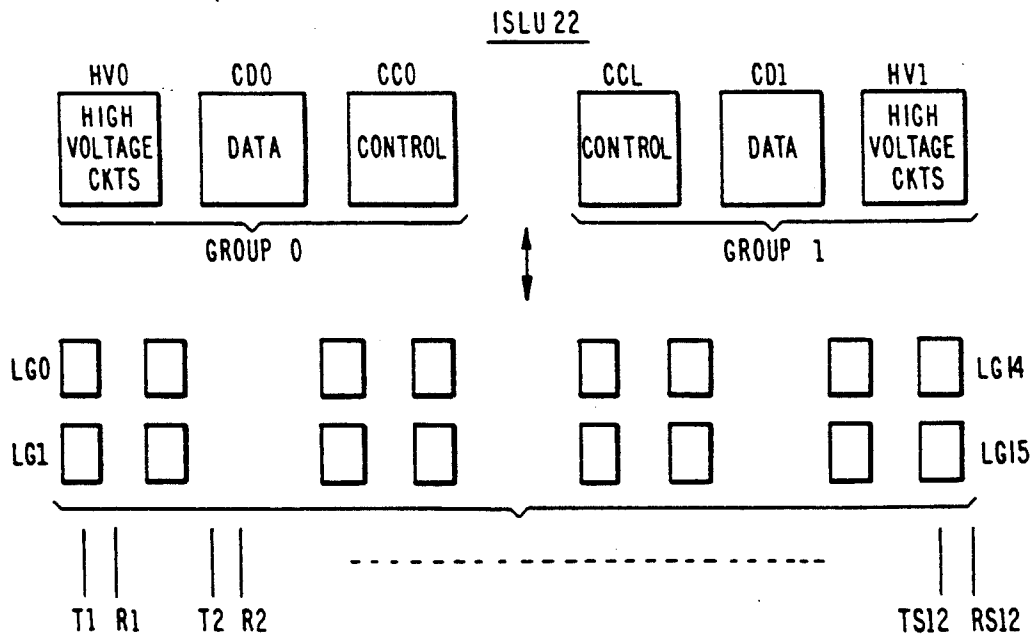 ISLU 22
HV0 CD0 CC0 CCL CD1 HV1
HIGH VOLTAGE CKTS
DATA
CONTROL
CONTROL
DATA
HIGH VOLTAGE CKTS
GROUP 0
GROUP 1
LG0
LG14
LG1
LG15
T1 R1 T2 R2 TS12 RS12